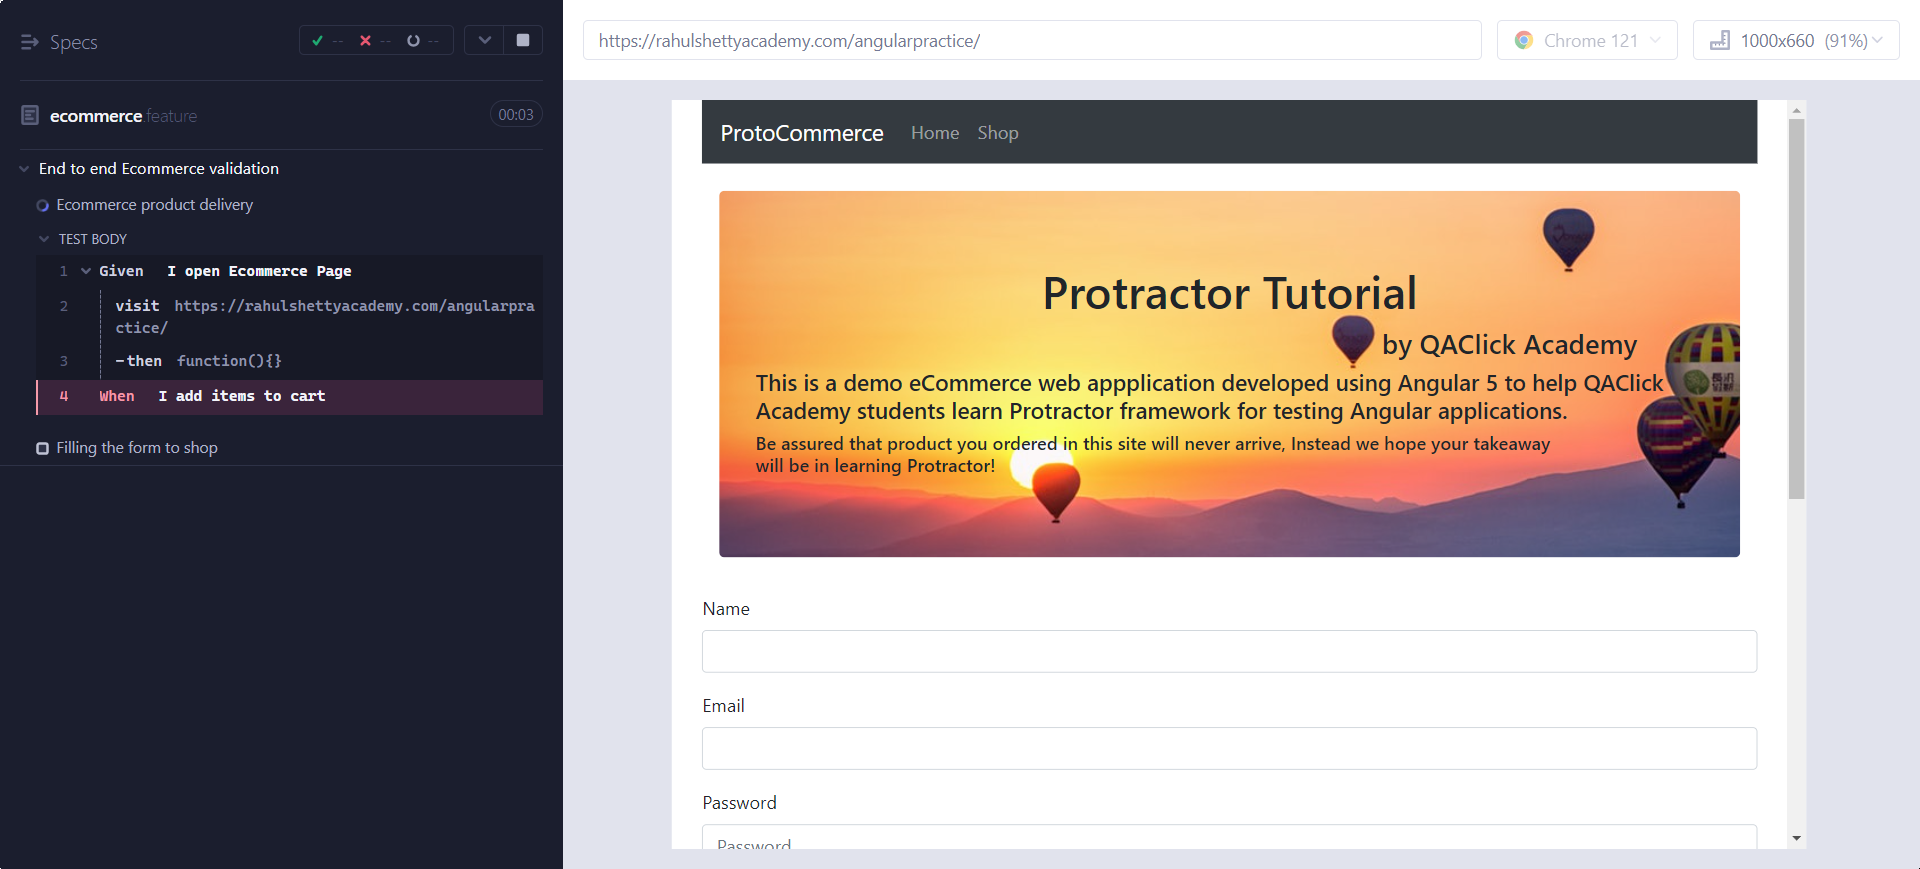 Specs
-- -- --
ecommerce.feature
00:03
End to end Ecommerce validation
Ecommerce product delivery
TEST BODY
1 Given I open Ecommerce Page
2 visit https://rahulshettyacademy.com/angularpra
ctice/
3 -then function(){}
4 When I add items to cart
Filling the form to shop
https://rahulshettyacademy.com/angularpractice/
Chrome 121
1000x660 (91%)
ProtoCommerce Home Shop
Protractor Tutorial
by QAClick Academy
This is a demo eCommerce web appplication developed using Angular 5 to help QAClick
Academy students learn Protractor framework for testing Angular applications.
Be assured that product you ordered in this site will never arrive, Instead we hope your takeaway
will be in learning Protractor!
Name
Email
Password
Password